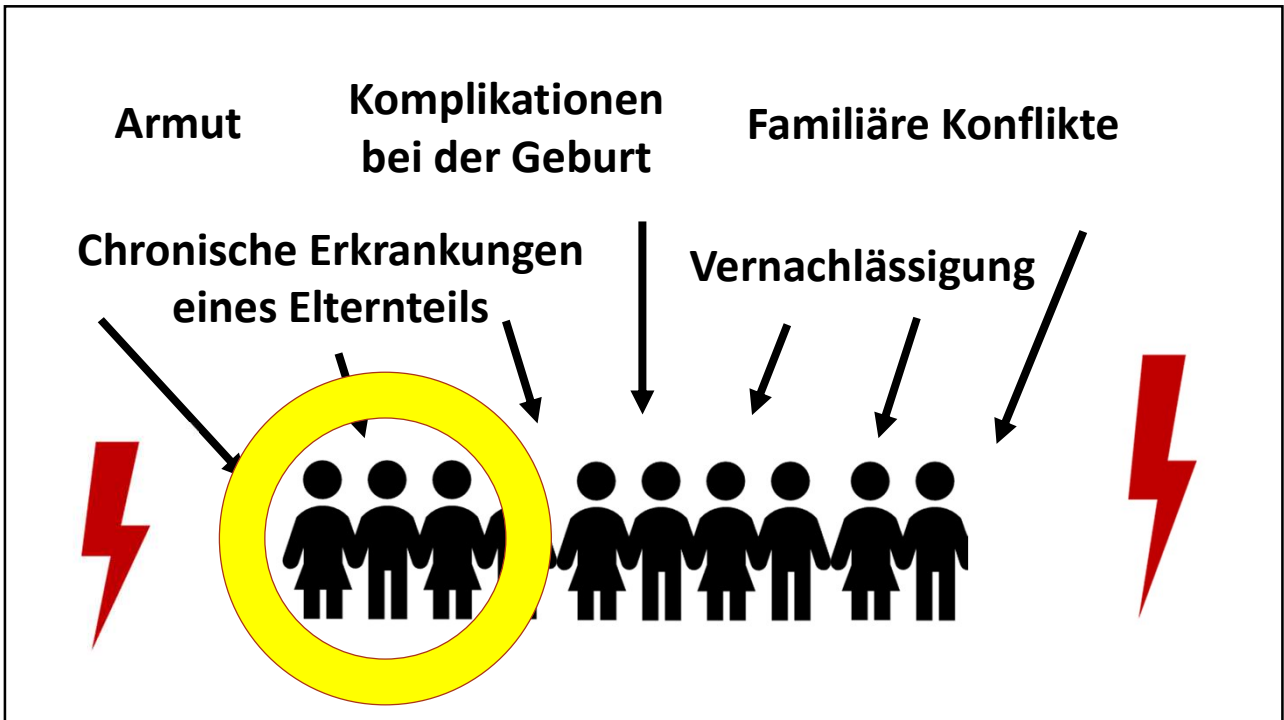 Armut
Komplikationen
bei der Geburt
Familiäre Konflikte
Chronische Erkrankungen
eines Elternteils
Vernachlässigung